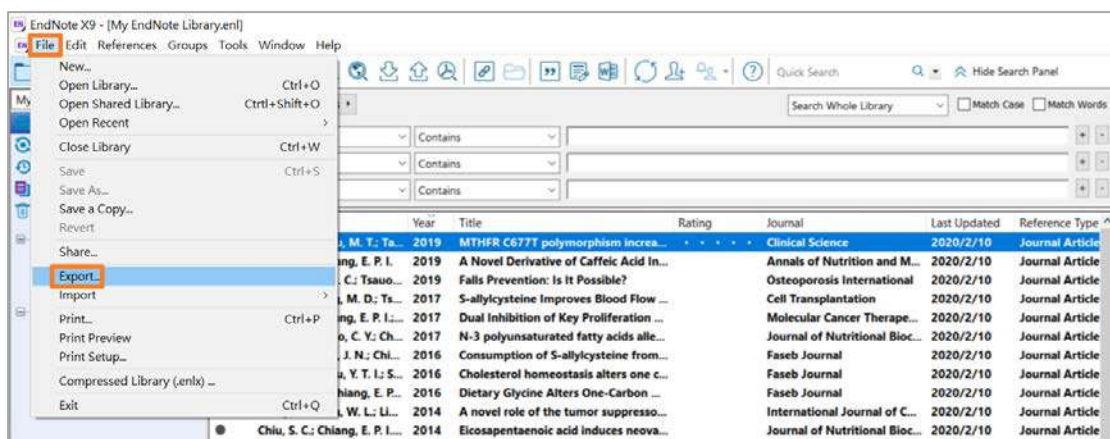 EndNote X9 - [My EndNote Library.enl]
File Edit References Groups Tools Window Help
New...
Open Library... Ctrl+O
Open Shared Library... Ctrtl+Shift+O
Open Recent >
Close Library Ctrl+W
Save Ctrl+S
Save As...
Save a Copy...
Revert
Share...
Export...
Import >
Print... Ctrl+P
Print Preview
Print Setup...
Compressed Library (.enlx) ...
Exit Ctrl+Q
Quick Search Hide Search Panel
My
Search Whole Library Match Case Match Words
Contains
Contains
Contains
Year Title Rating Journal Last Updated Reference Type
, M. T.; Ta... 2019 MTHFR C677T polymorphism increa... Clinical Science 2020/2/10 Journal Article
ng, E. P. I. 2019 A Novel Derivative of Caffeic Acid In... Annals of Nutrition and M... 2020/2/10 Journal Article
. C.; Tsauo... 2019 Falls Prevention: Is It Possible? Osteoporosis International 2020/2/10 Journal Article
, M. D.; Ts... 2017 S-allylcysteine Improves Blood Flow ... Cell Transplantation 2020/2/10 Journal Article
ng, E. P. I.;... 2017 Dual Inhibition of Key Proliferation ... Molecular Cancer Therape... 2020/2/10 Journal Article
o, C. Y.; Ch... 2017 N-3 polyunsaturated fatty acids alle... Journal of Nutritional Bioc... 2020/2/10 Journal Article
, J. N.; Chi... 2016 Consumption of S-allylcysteine from... Faseb Journal 2020/2/10 Journal Article
, Y. T. I.; S... 2016 Cholesterol homeostasis alters one c... Faseb Journal 2020/2/10 Journal Article
hiang, E. P... 2016 Dietary Glycine Alters One-Carbon ... Faseb Journal 2020/2/10 Journal Article
, W. L.; Li... 2014 A novel role of the tumor suppresso... International Journal of C... 2020/2/10 Journal Article
Chiu, S. C.; Chiang, E. P. I.... 2014 Eicosapentaenoic acid induces neova... Journal of Nutritional Bioc... 2020/2/10 Journal Article